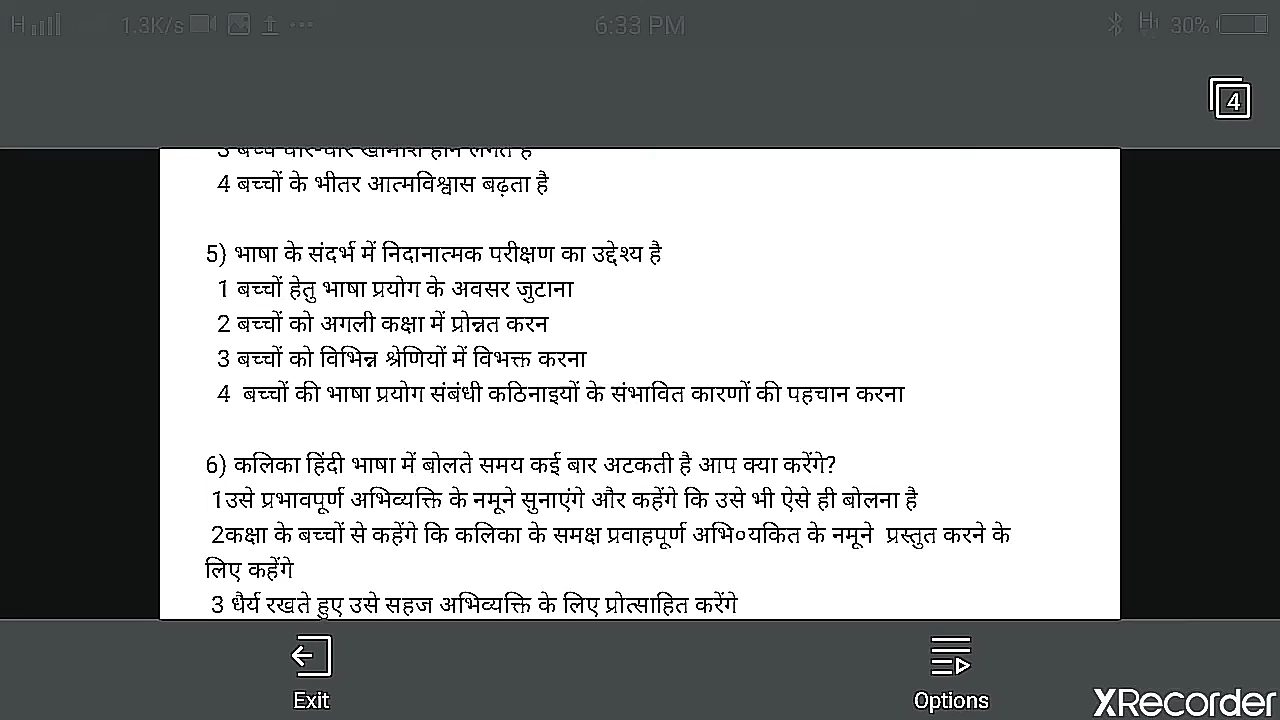 H 1.3K/s 6:33 PM 30%
4
4 बच्चों के भीतर आत्मविश्वास बढ़ता है
5) भाषा के संदर्भ में निदानात्मक परीक्षण का उद्देश्य है
1 बच्चों हेतु भाषा प्रयोग के अवसर जुटाना
2 बच्चों को अगली कक्षा में प्रोन्नत करन
3 बच्चों को विभिन्न श्रेणियों में विभक्त करना
4 बच्चों की भाषा प्रयोग संबंधी कठिनाइयों के संभावित कारणों की पहचान करना
6) कलिका हिंदी भाषा में बोलते समय कई बार अटकती है आप क्या करेंगे?
1उसे प्रभावपूर्ण अभिव्यक्ति के नमूने सुनाएंगे और कहेंगे कि उसे भी ऐसे ही बोलना है
2कक्षा के बच्चों से कहेंगे कि कलिका के समक्ष प्रवाहपूर्ण अभि०यकित के नमूने प्रस्तुत करने के
लिए कहेंगे
3 धैर्य रखते हुए उसे सहज अभिव्यक्ति के लिए प्रोत्साहित करेंगे
Exit
Options
XRecorder